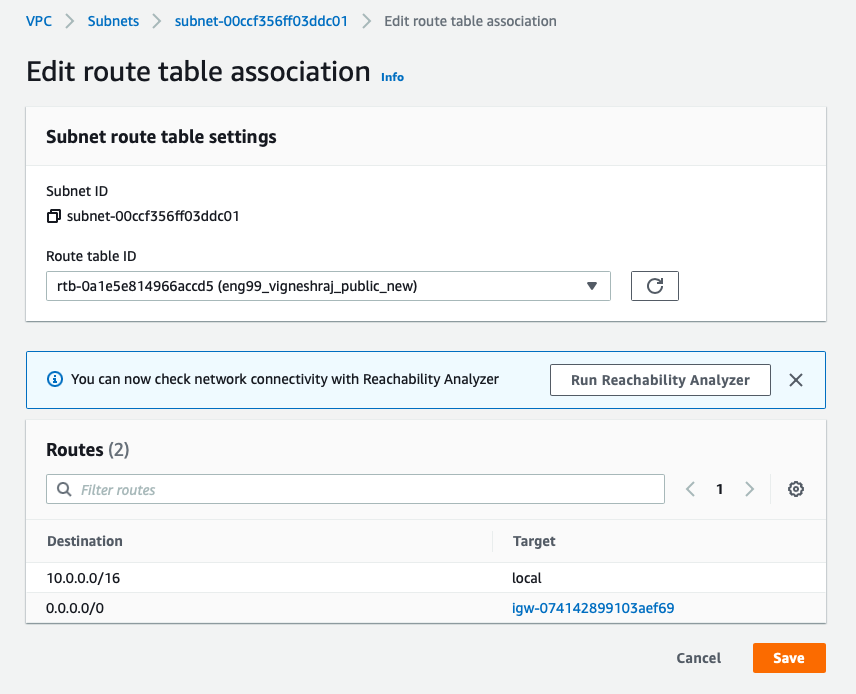 VPC > Subnets > subnet-00ccf356ff03ddc01 > Edit route table association
Edit route table association Info
Subnet route table settings
Subnet ID
subnet-00ccf356ff03ddc01
Route table ID
rtb-0a1e5e814966accd5 (eng99_vigneshraj_public_new)
You can now check network connectivity with Reachability Analyzer Run Reachability Analyzer
Routes (2)
Filter routes 1
Destination Target
10.0.0.0/16 local
0.0.0.0/0 igw-074142899103aef69
Cancel Save